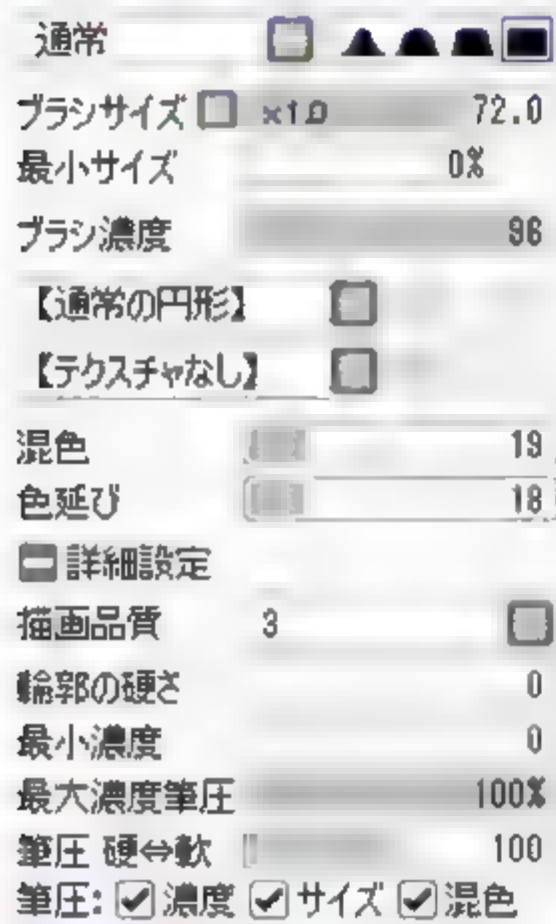 通常
ブラシサイズ ×1.0 72.0
最小サイズ 0%
ブラシ濃度 96
【通常の円形】
【テクスチャなし】
混色 19
色延び 18
詳細設定
描画品質 3
輪郭の硬さ 0
最小濃度 0
最大濃度筆圧 100%
筆圧 硬⇔軟 100
筆圧: 濃度 サイズ 混色